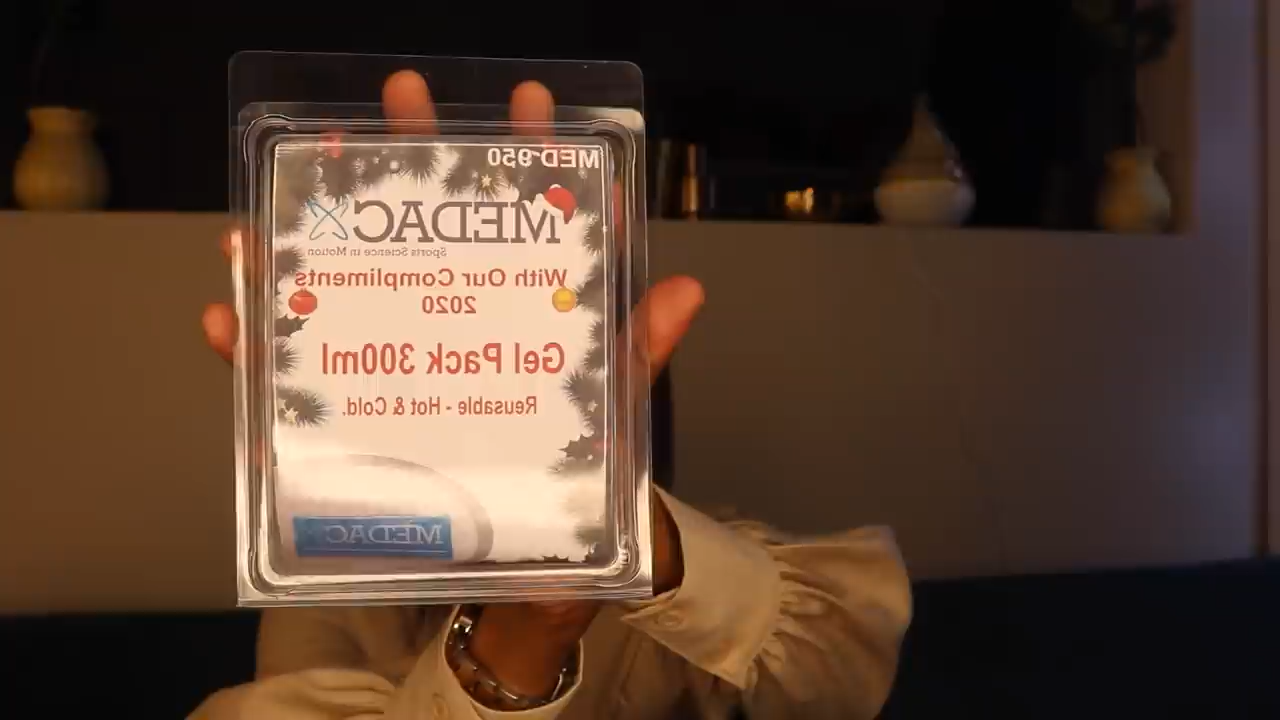 MED 950
MEDAC
Sports Science in Motion
With Our Compliments
2020
Gel Pack 300ml
Reusable - Hot & Cold.
MEDAC